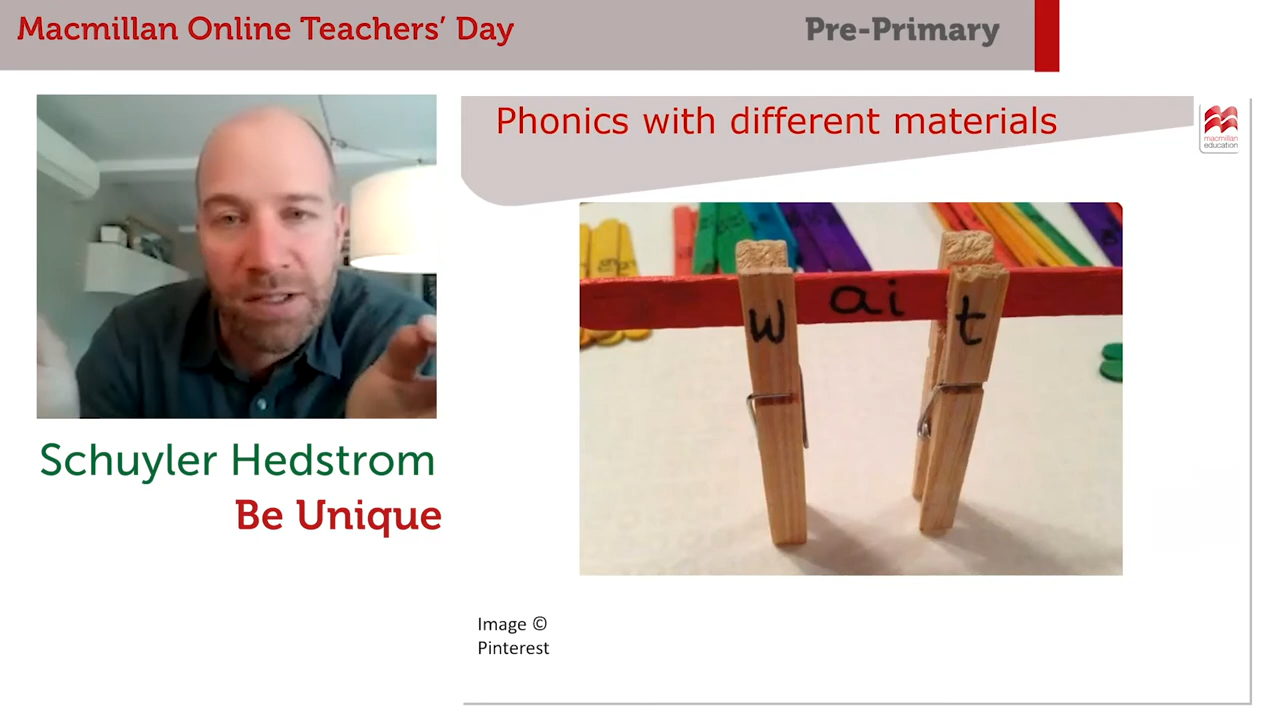 Macmillan Online Teachers' Day
Pre-Primary
Phonics with different materials
macmillan
education
w ai t
Schuyler Hedstrom
Be Unique
Image ©
Pinterest